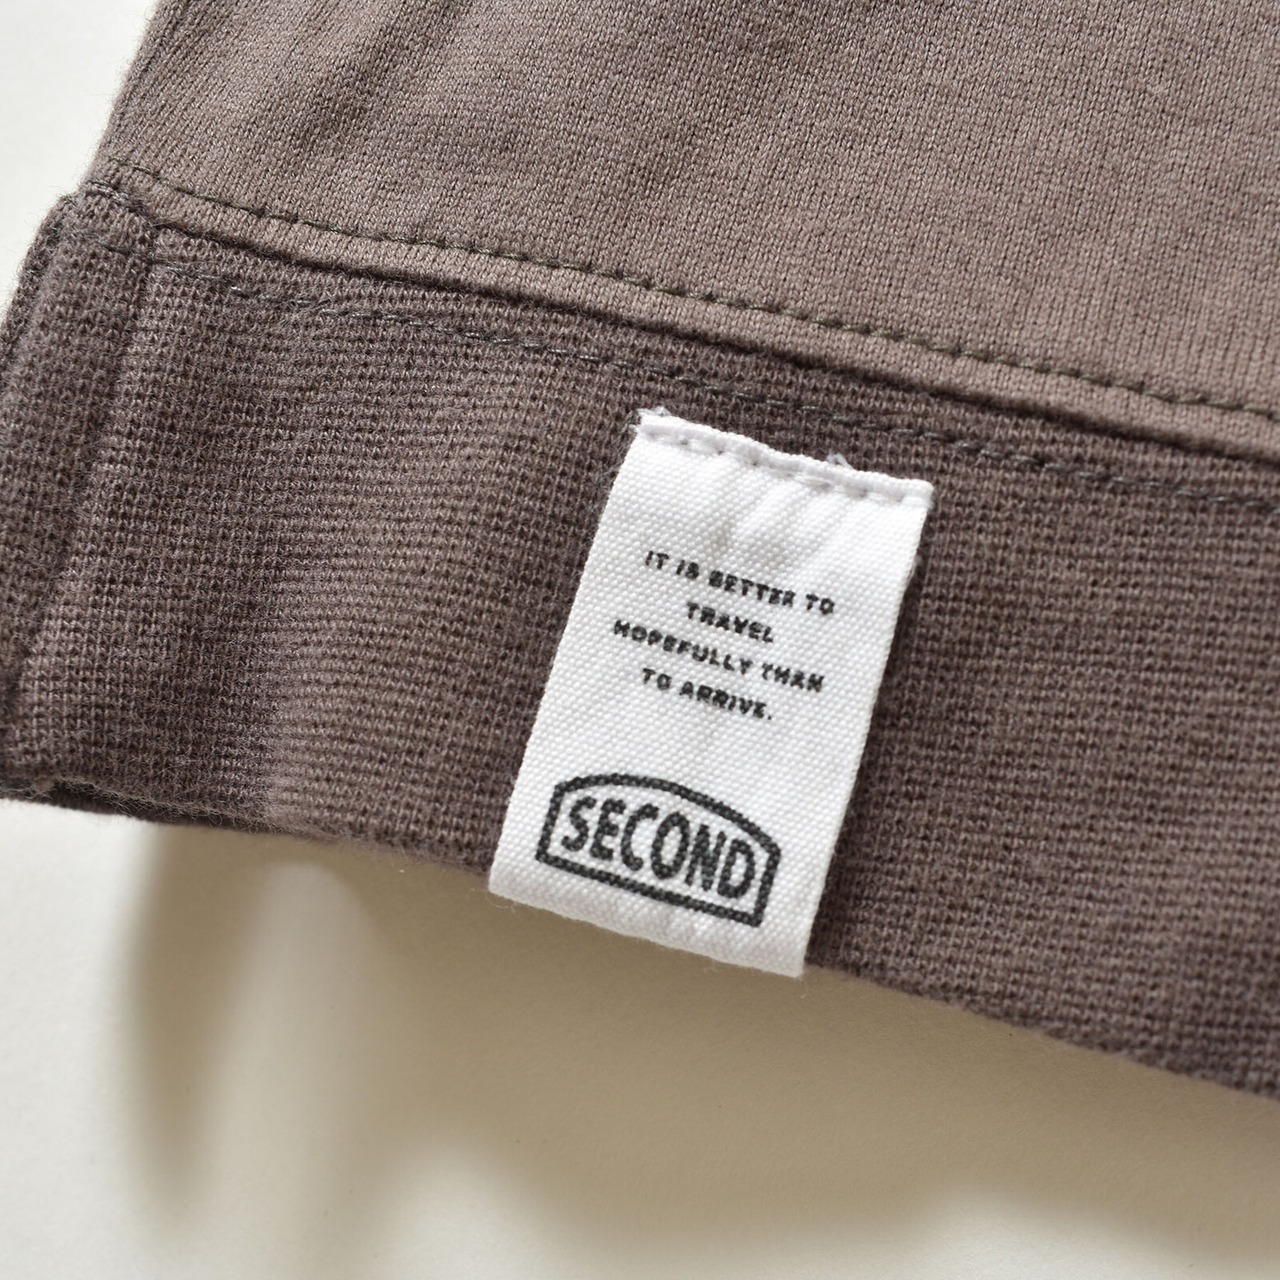 IT IS BETTER TO
TRAVEL
HOPEFULLY THAN
TO ARRIVE.
SECOND